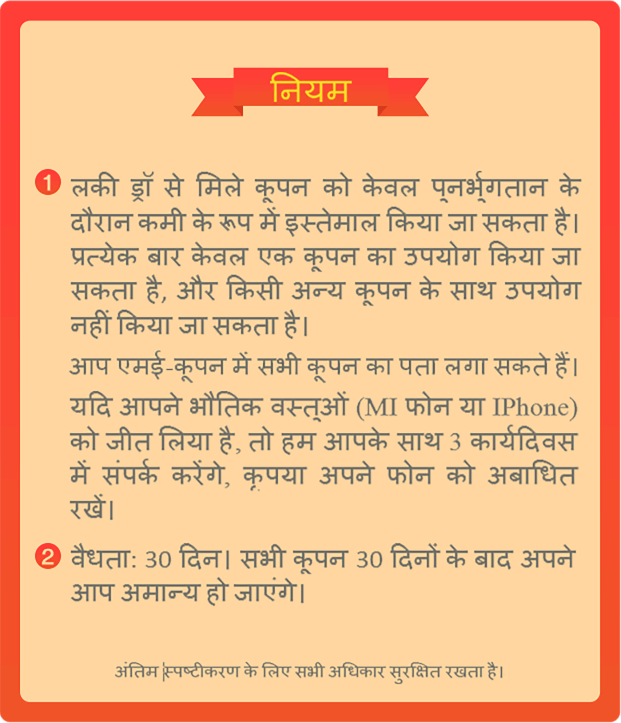 नियम
1 लकी ड्रॉ से मिले कूपन को केवल पुनर्भुगतान के
दौरान कमी के रूप में इस्तेमाल किया जा सकता है।
प्रत्येक बार केवल एक कूपन का उपयोग किया जा
सकता है, और किसी अन्य कूपन के साथ उपयोग
नहीं किया जा सकता है।
आप एमई-कूपन में सभी कूपन का पता लगा सकते हैं।
यदि आपने भौतिक वस्तुओं (MI फोन या IPhone)
को जीत लिया है, तो हम आपके साथ 3 कार्यदिवस
में संपर्क करेंगे, कृपया अपने फोन को अबाधित
रखें।
2 वैधता: 30 दिन। सभी कूपन 30 दिनों के बाद अपने
आप अमान्य हो जाएंगे।
अंतिम स्पष्टीकरण के लिए सभी अधिकार सुरक्षित रखता है।